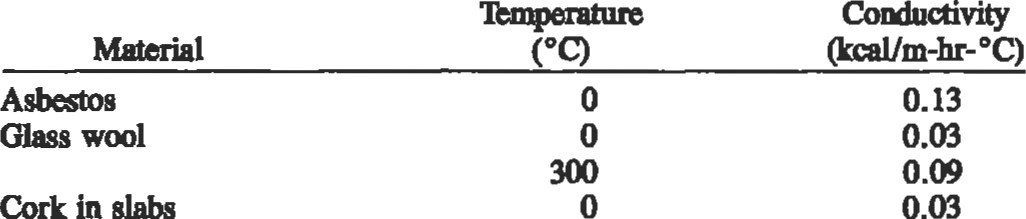 Temperature Conductivity
Material (°C) (kcal/m-hr-°C)
Asbestos 0 0.13
Glass wool 0 0.03
300 0.09
Cork in slabs 0 0.03